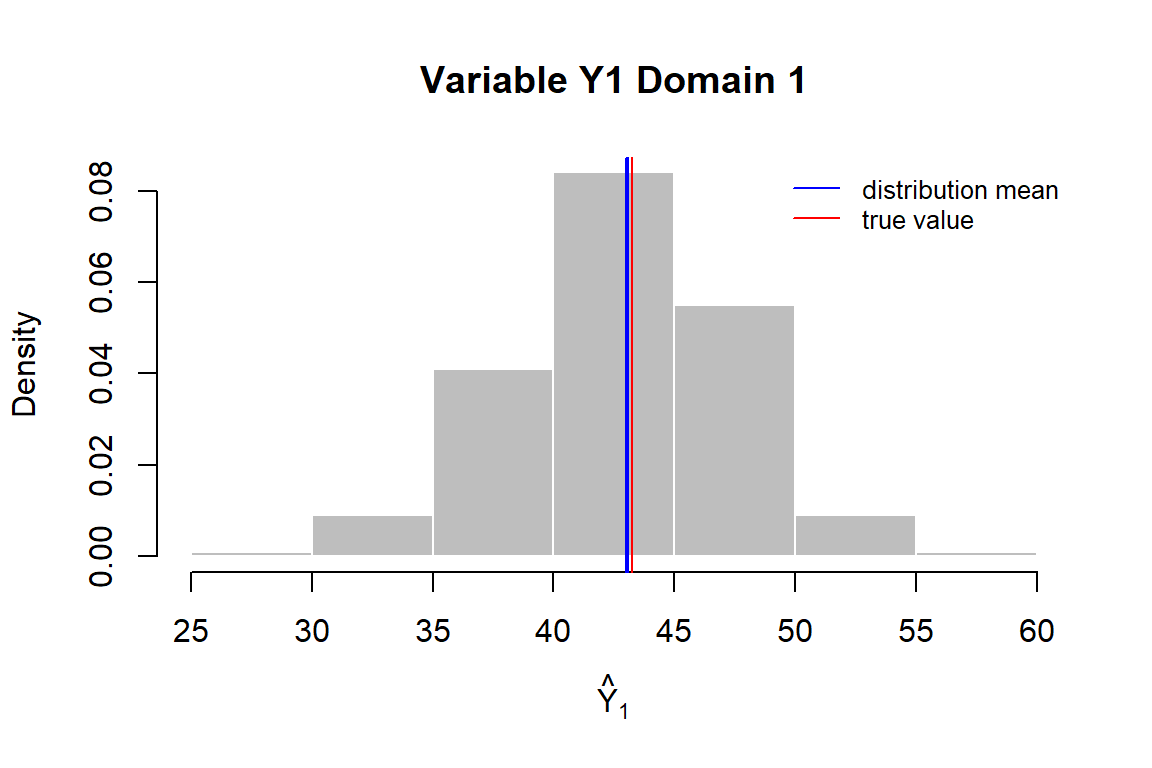 Variable Y1 Domain 1
distribution mean
true value
Density
0.00 0.02 0.04 0.06 0.08
25 30 35 40 45 50 55 60
Ŷ₁